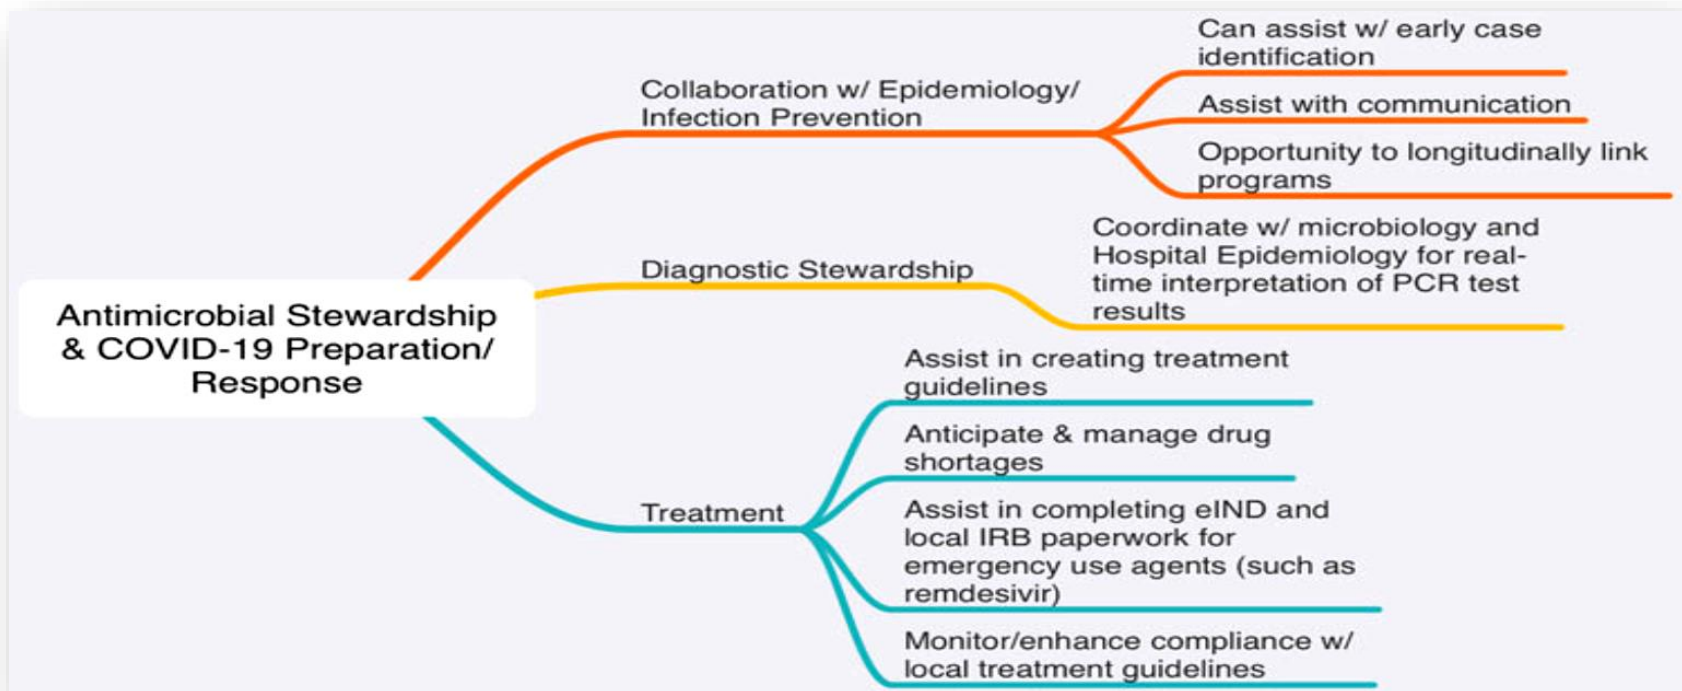 Antimicrobial Stewardship
& COVID-19 Preparation/
Response
Collaboration w/ Epidemiology/
Infection Prevention
Can assist w/ early case
identification
Assist with communication
Opportunity to longitudinally link
programs
Diagnostic Stewardship
Coordinate w/ microbiology and
Hospital Epidemiology for real-
time interpretation of PCR test
results
Treatment
Assist in creating treatment
guidelines
Anticipate & manage drug
shortages
Assist in completing eIND and
local IRB paperwork for
emergency use agents (such as
remdesivir)
Monitor/enhance compliance w/
local treatment guidelines